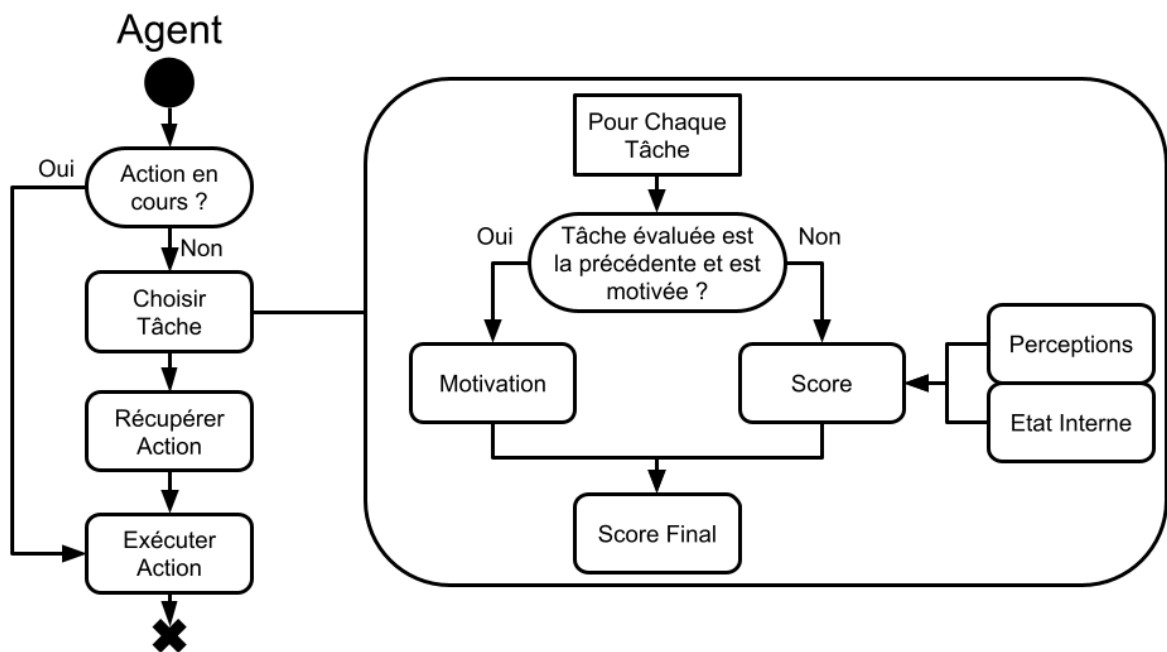 Agent
Oui
Action en
cours ?
Non
Choisir
Tâche
Récupérer
Action
Exécuter
Action
Pour Chaque
Tâche
Oui
Tâche évaluée est
la précédente et est
motivée ?
Non
Motivation
Score
Perceptions
Etat Interne
Score Final